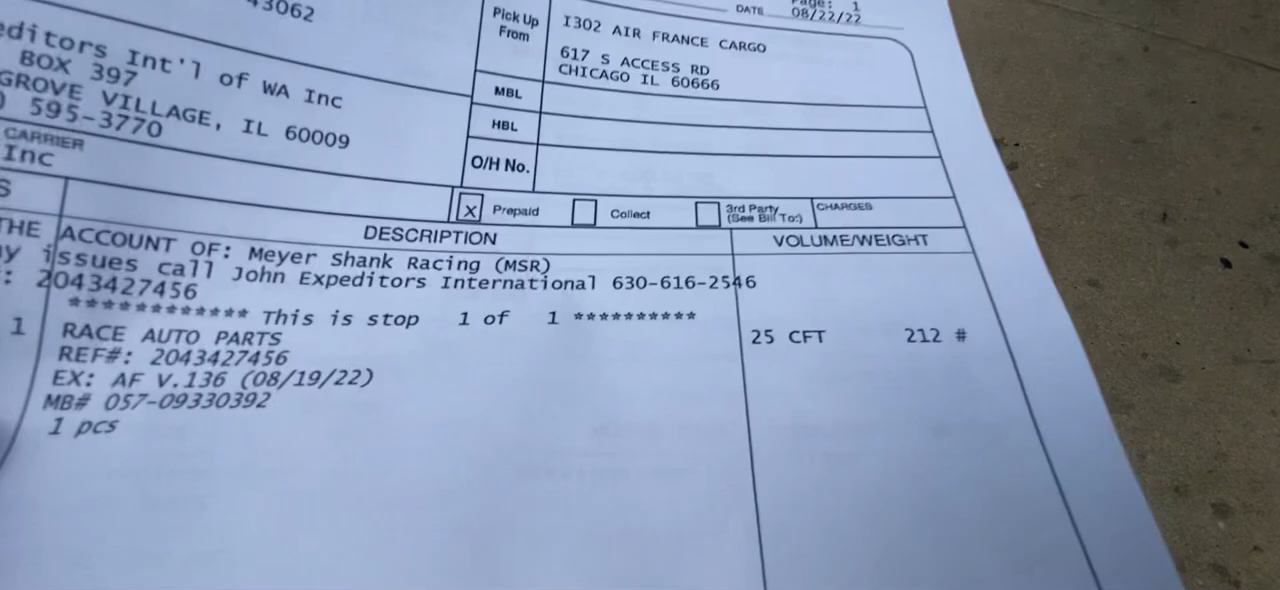 43062
DATE
Page: 1
08/22/22
Pick Up
From
I302 AIR FRANCE CARGO
617 S ACCESS RD
CHICAGO IL 60666
editors Int'l of WA Inc
BOX 397
GROVE VILLAGE, IL 60009
) 595-3770
MBL
HBL
O/H No.
CARRIER
Inc
S
X Prepaid
Collect
3rd Party
(See Bill To:)
CHARGES
DESCRIPTION
VOLUME/WEIGHT
THE ACCOUNT OF: Meyer Shank Racing (MSR)
y issues call John Expeditors International 630-616-2546
: 2043427456
************ This is stop 1 of 1 **********
1 RACE AUTO PARTS 25 CFT 212 #
REF#: 2043427456
EX: AF V.136 (08/19/22)
MB# 057-09330392
1 pcs